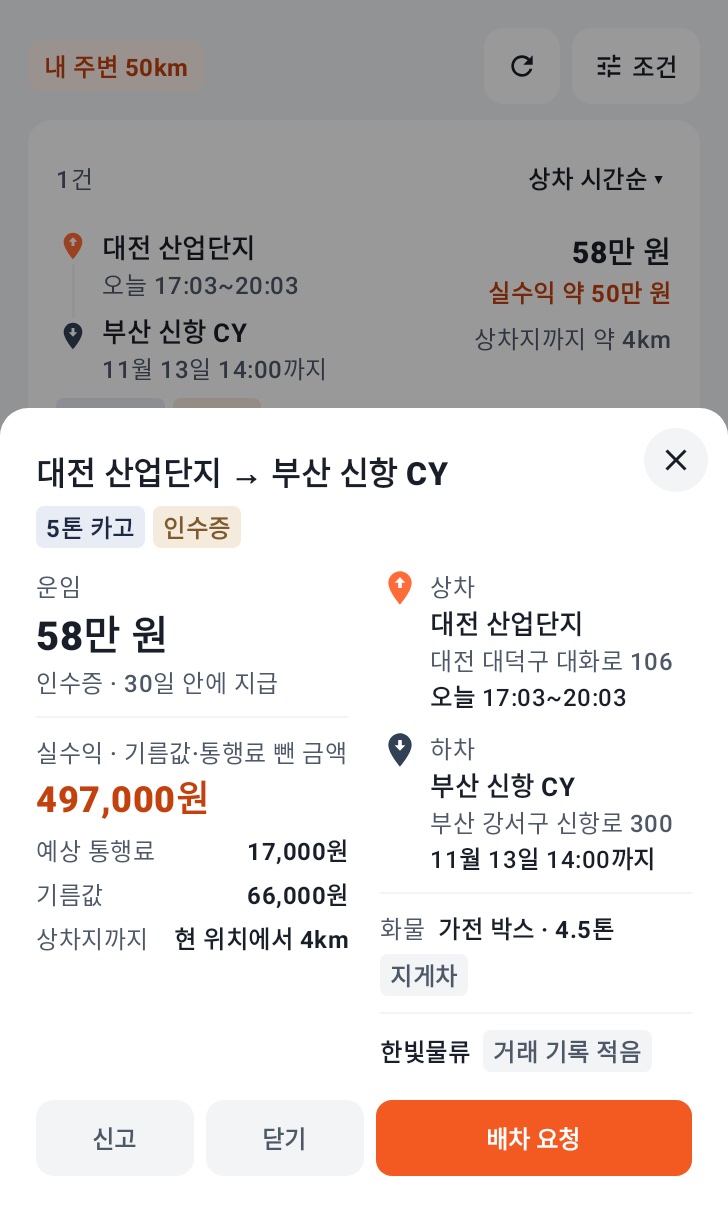 내 주변 50km
조건
1건
상차 시간순 ▾
대전 산업단지
오늘 17:03~20:03
58만 원
실수익 약 50만 원
부산 신항 CY
11월 13일 14:00까지
상차지까지 약 4km
대전 산업단지 → 부산 신항 CY
5톤 카고
인수증
운임
58만 원
인수증 · 30일 안에 지급
실수익 · 기름값·통행료 뺀 금액
497,000원
예상 통행료 17,000원
기름값 66,000원
상차지까지 현 위치에서 4km
상차
대전 산업단지
대전 대덕구 대화로 106
오늘 17:03~20:03
하차
부산 신항 CY
부산 강서구 신항로 300
11월 13일 14:00까지
화물 가전 박스 · 4.5톤
지게차
한빛물류 거래 기록 적음
신고
닫기
배차 요청